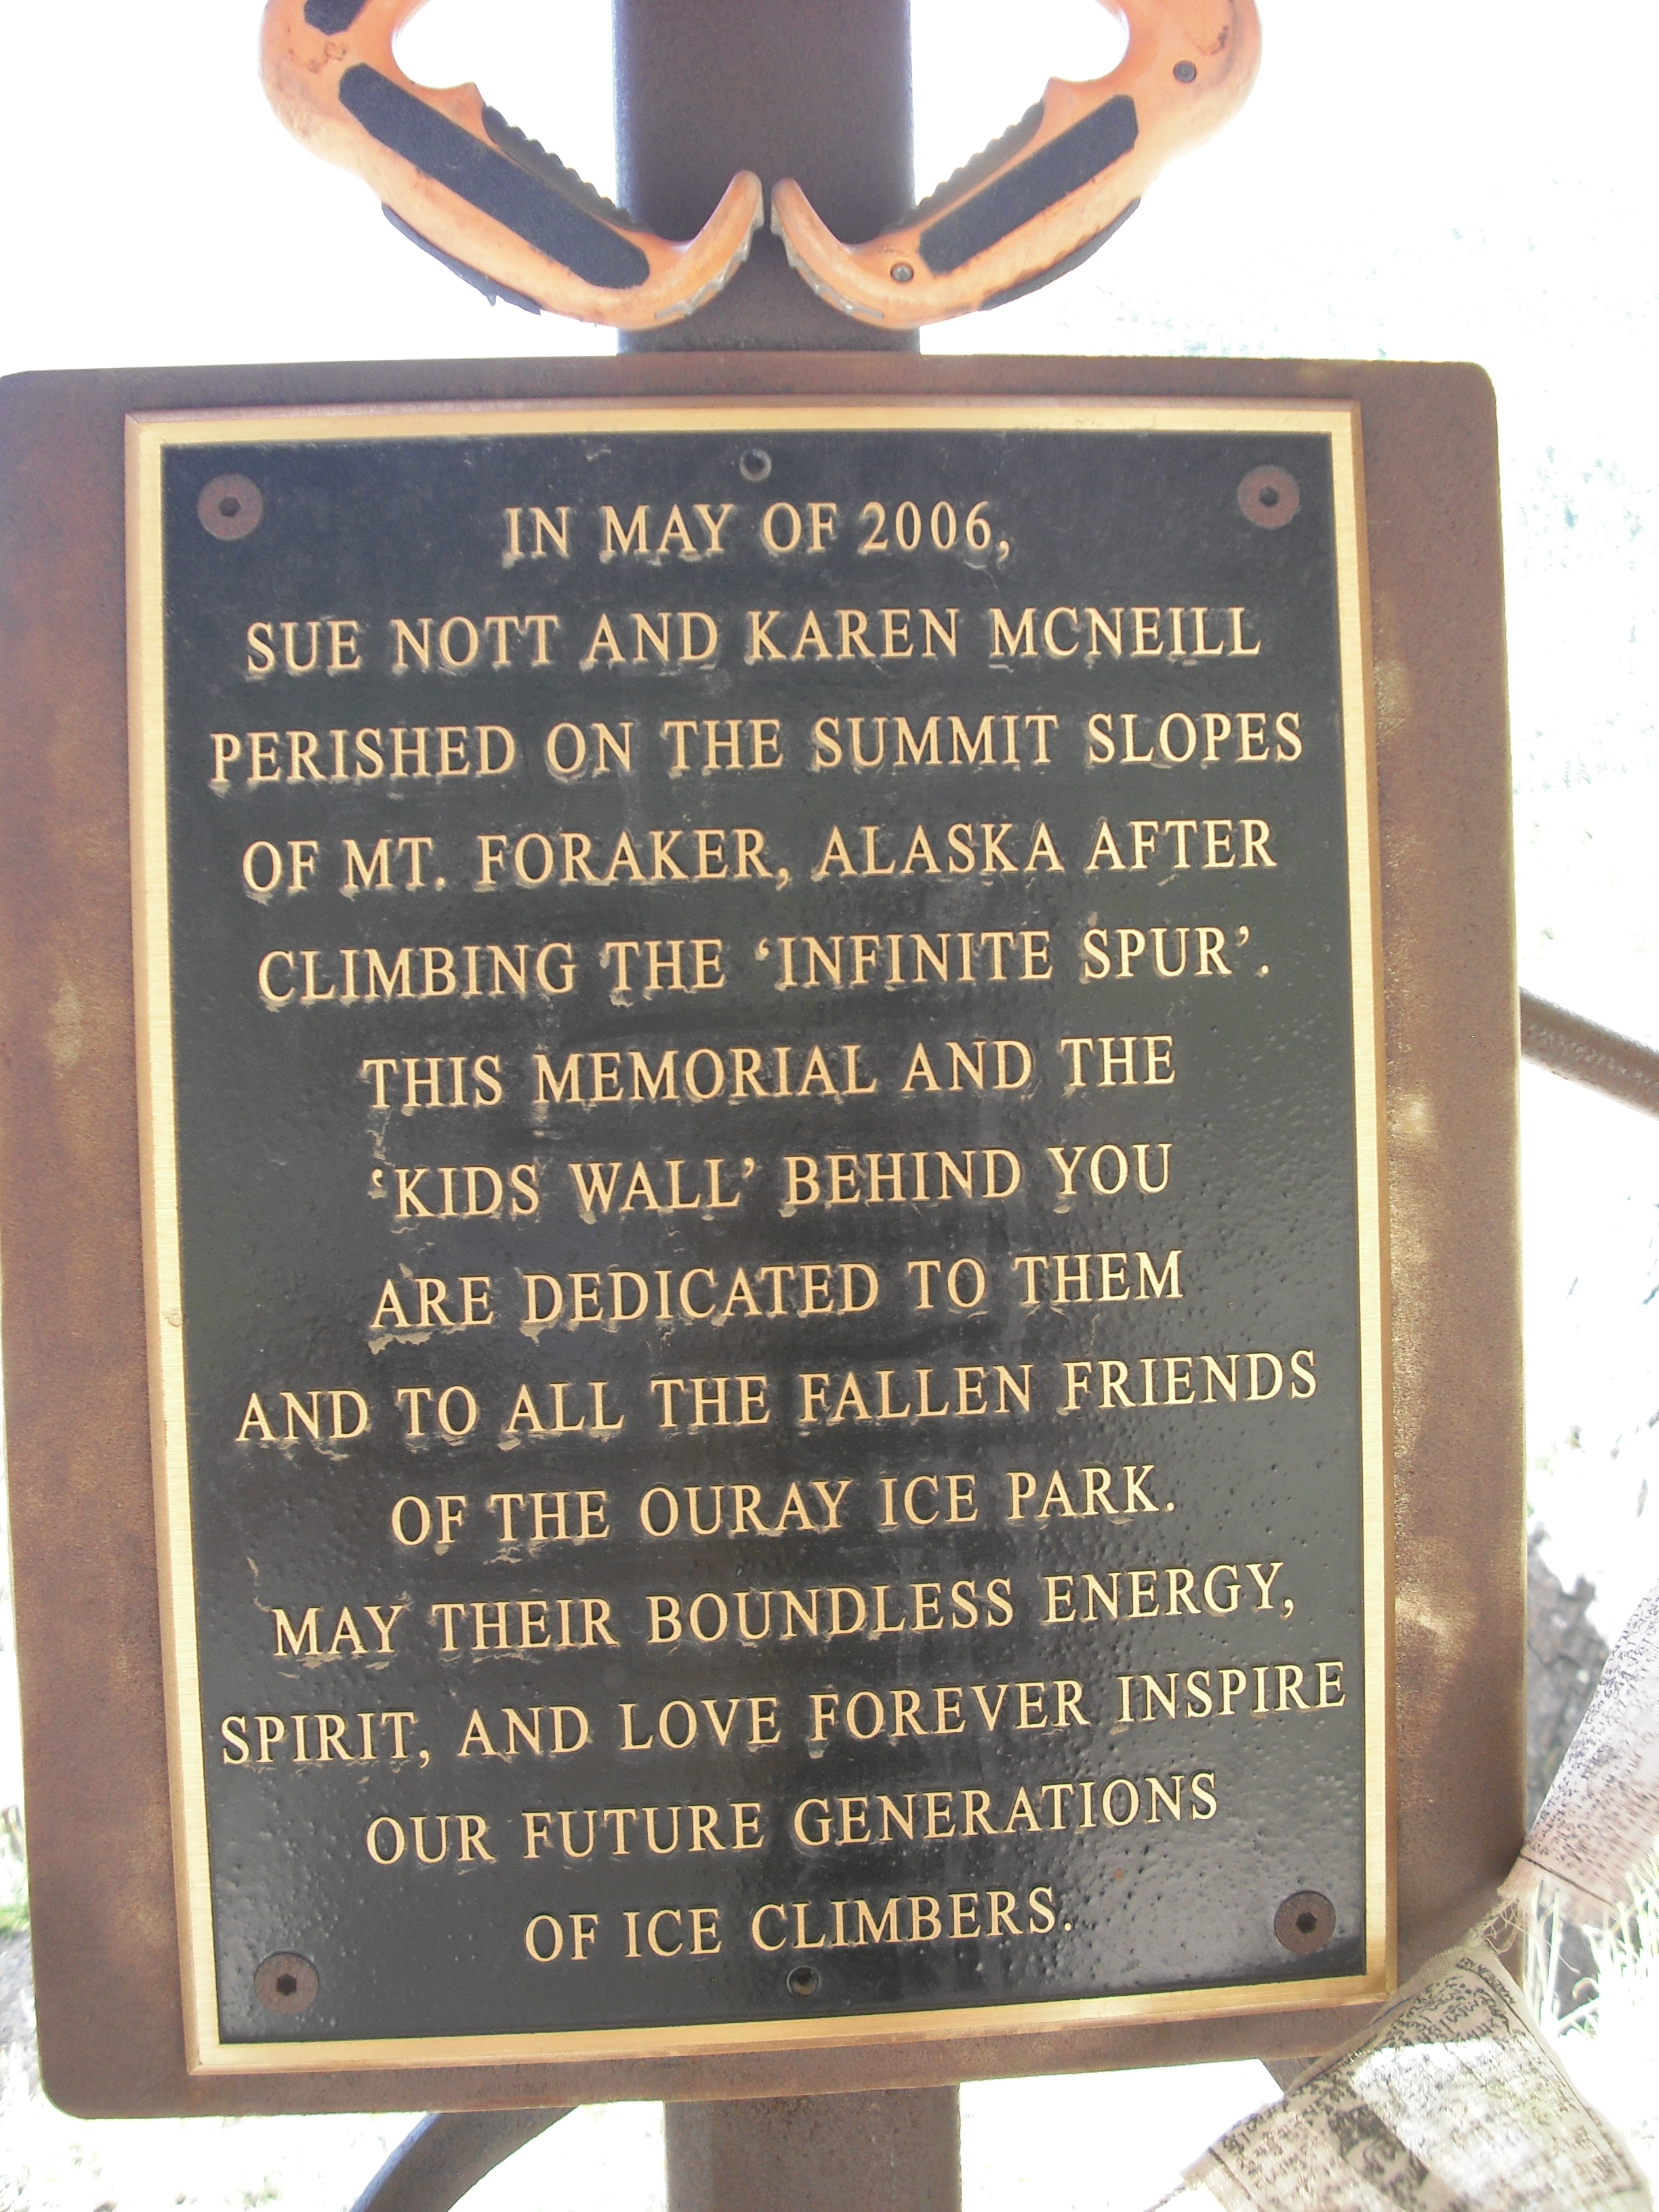 IN MAY OF 2006,
SUE NOTT AND KAREN MCNEILL
PERISHED ON THE SUMMIT SLOPES
OF MT. FORAKER, ALASKA AFTER
CLIMBING THE ‘INFINITE SPUR’.
THIS MEMORIAL AND THE
‘KIDS WALL’ BEHIND YOU
ARE DEDICATED TO THEM
AND TO ALL THE FALLEN FRIENDS
OF THE OURAY ICE PARK.
MAY THEIR BOUNDLESS ENERGY,
SPIRIT, AND LOVE FOREVER INSPIRE
OUR FUTURE GENERATIONS
OF ICE CLIMBERS.